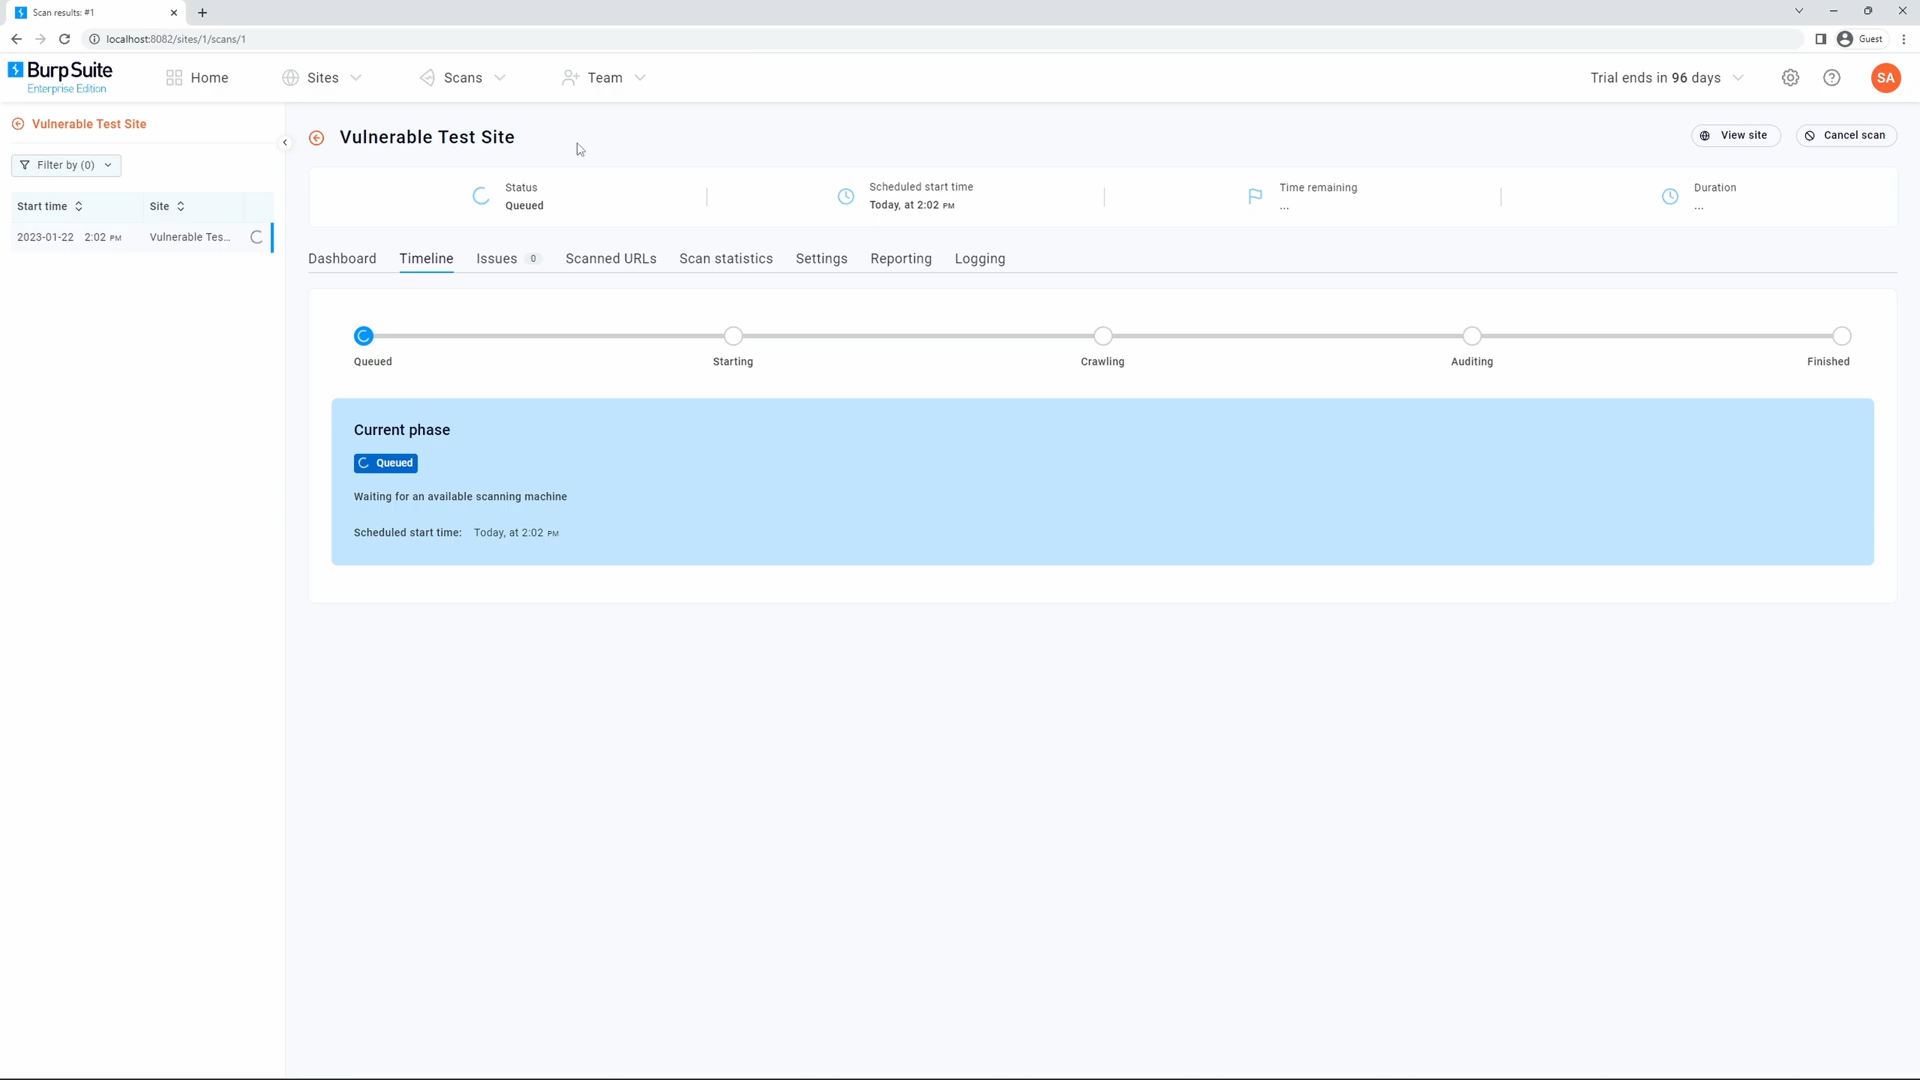 Scan results: #1
localhost:8082/sites/1/scans/1
Guest
BurpSuite
Enterprise Edition
Home
Sites
Scans
Team
Trial ends in 96 days
SA
Vulnerable Test Site
Filter by (0)
Start time
Site
2023-01-22 2:02 PM
Vulnerable Tes...
Vulnerable Test Site
View site
Cancel scan
Status
Queued
Scheduled start time
Today, at 2:02 PM
Time remaining
...
Duration
...
Dashboard
Timeline
Issues 0
Scanned URLs
Scan statistics
Settings
Reporting
Logging
Queued
Starting
Crawling
Auditing
Finished
Current phase
Queued
Waiting for an available scanning machine
Scheduled start time: Today, at 2:02 PM